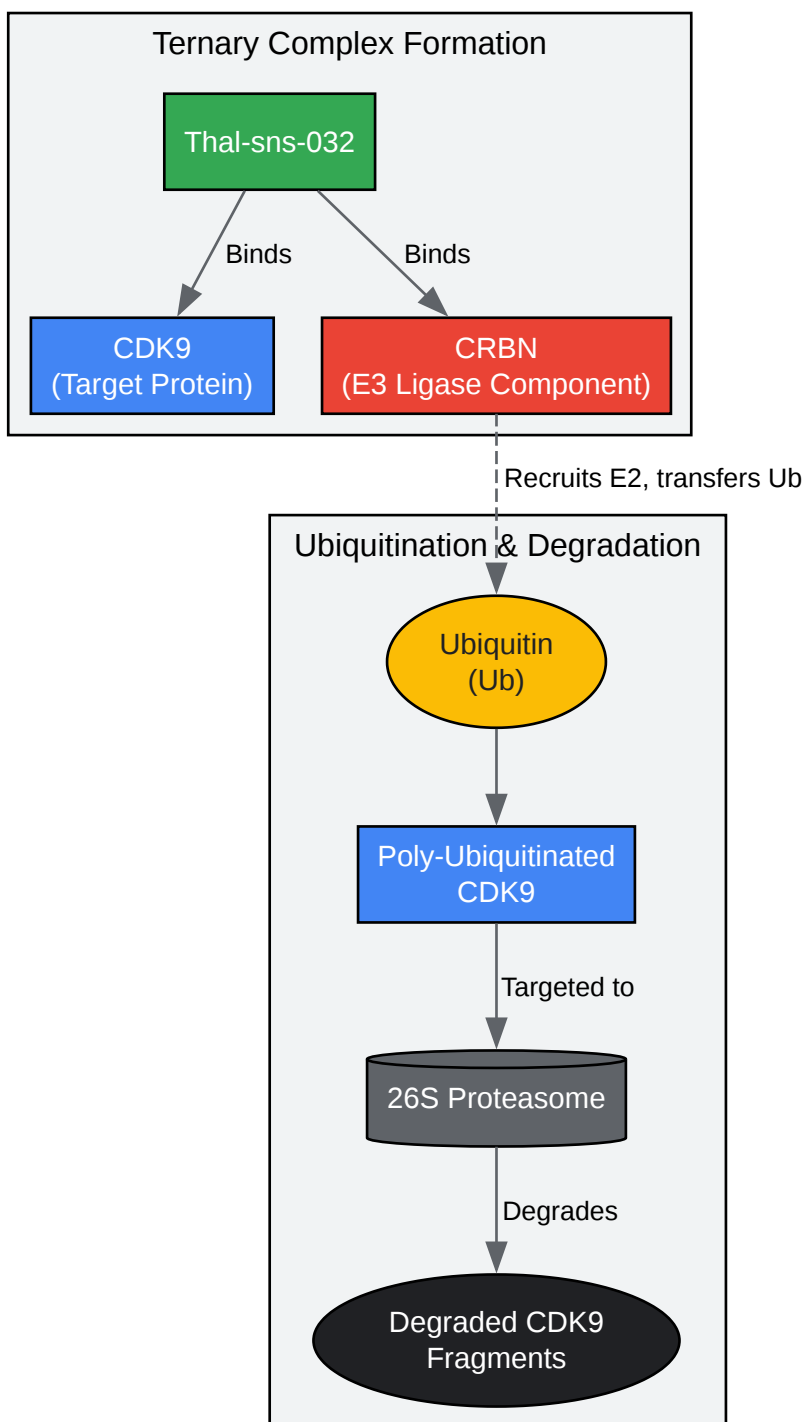 Ternary Complex Formation
Thal-sns-032
Binds
Binds
CDK9
(Target Protein)
CRBN
(E3 Ligase Component)
Recruits E2, transfers Ub
Ubiquitination & Degradation
Ubiquitin
(Ub)
Poly-Ubiquitinated
CDK9
Targeted to
26S Proteasome
Degrades
Degraded CDK9
Fragments